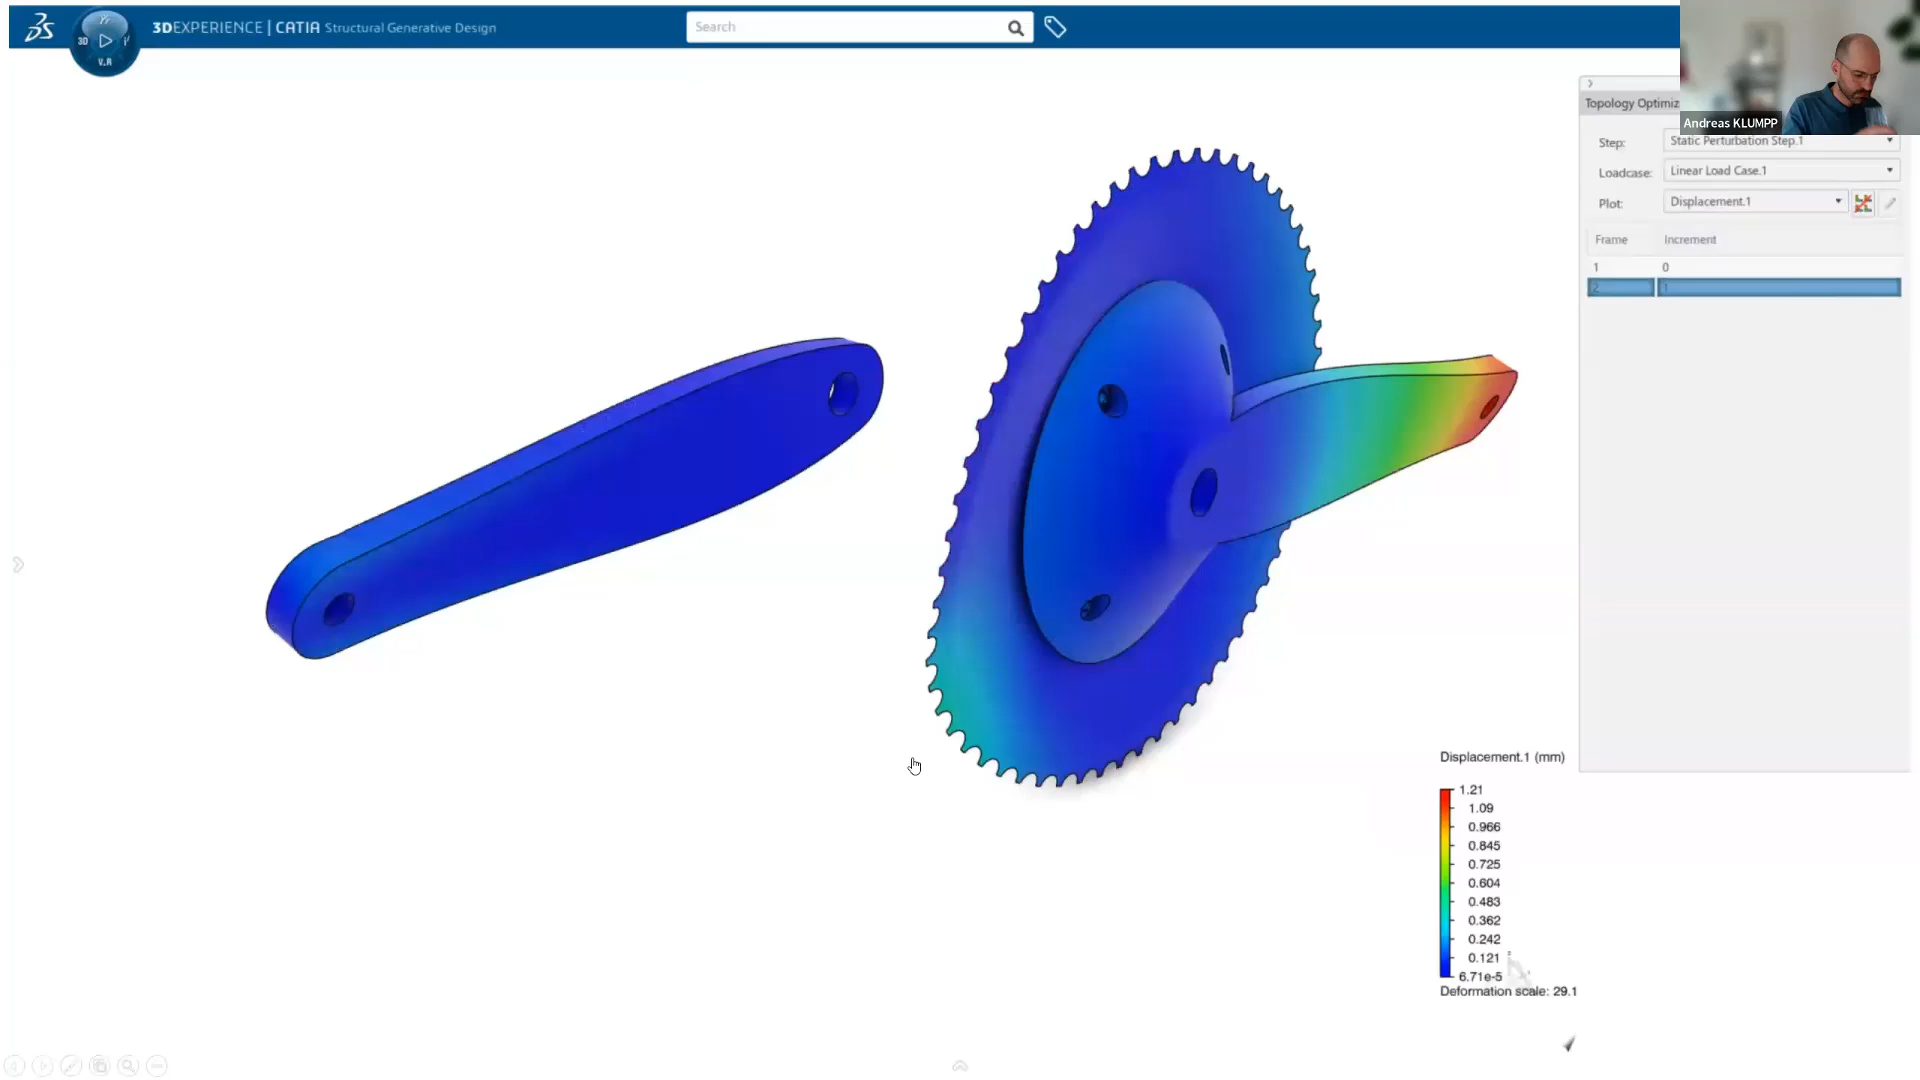 3DEXPERIENCE | CATIA Structural Generative Design
Search
3D
V.R
Andreas KLUMPP
Topology Optimiz
Step: Static Perturbation Step.1
Loadcase: Linear Load Case.1
Plot: Displacement.1
Frame Increment
1 0
2 1
Displacement.1 (mm)
1.21
1.09
0.966
0.845
0.725
0.604
0.483
0.362
0.242
0.121
6.71e-5
Deformation scale: 29.1